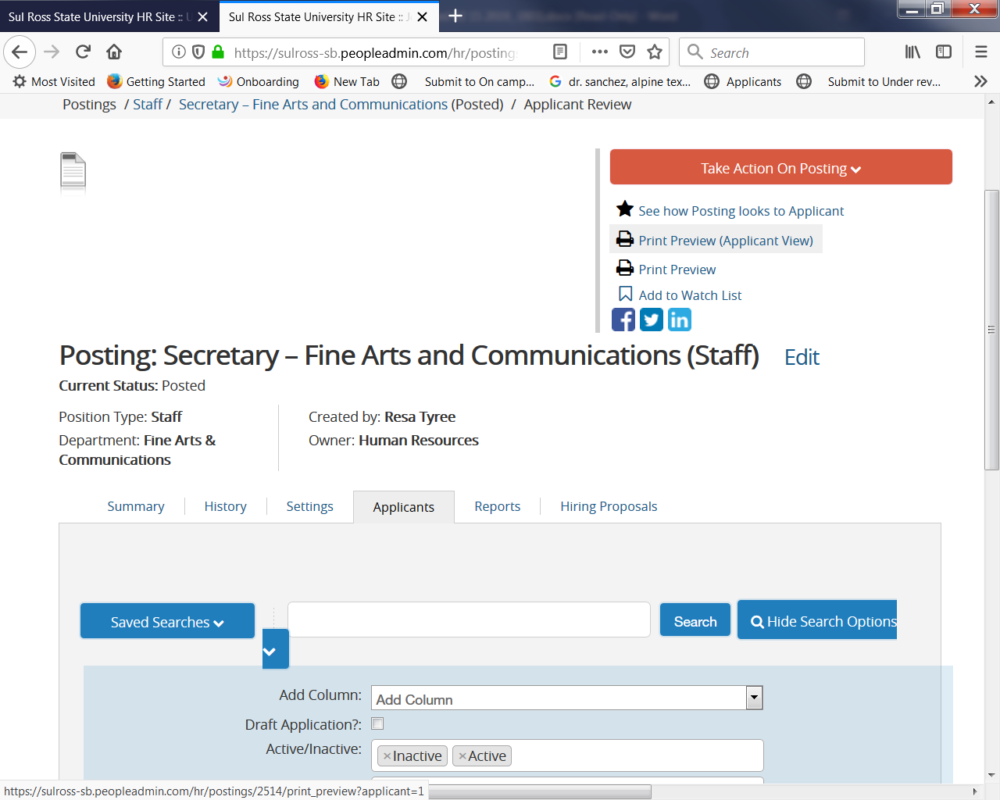 Sul Ross State University HR Site :: U
Sul Ross State University HR Site :: J
https://sulross-sb.peopleadmin.com/hr/posting
Search
Most Visited
Getting Started
Onboarding
New Tab
Submit to On camp...
dr. sanchez, alpine tex...
Applicants
Submit to Under rev...
Postings / Staff / Secretary – Fine Arts and Communications (Posted) / Applicant Review
Take Action On Posting
See how Posting looks to Applicant
Print Preview (Applicant View)
Print Preview
Add to Watch List
Posting: Secretary – Fine Arts and Communications (Staff) Edit
Current Status: Posted
Position Type: Staff
Department: Fine Arts &
Communications
Created by: Resa Tyree
Owner: Human Resources
Summary
History
Settings
Applicants
Reports
Hiring Proposals
Saved Searches
Search
Hide Search Options
Add Column:
Add Column
Draft Application?:
Active/Inactive:
×Inactive ×Active
https://sulross-sb.peopleadmin.com/hr/postings/2514/print_preview?applicant=1